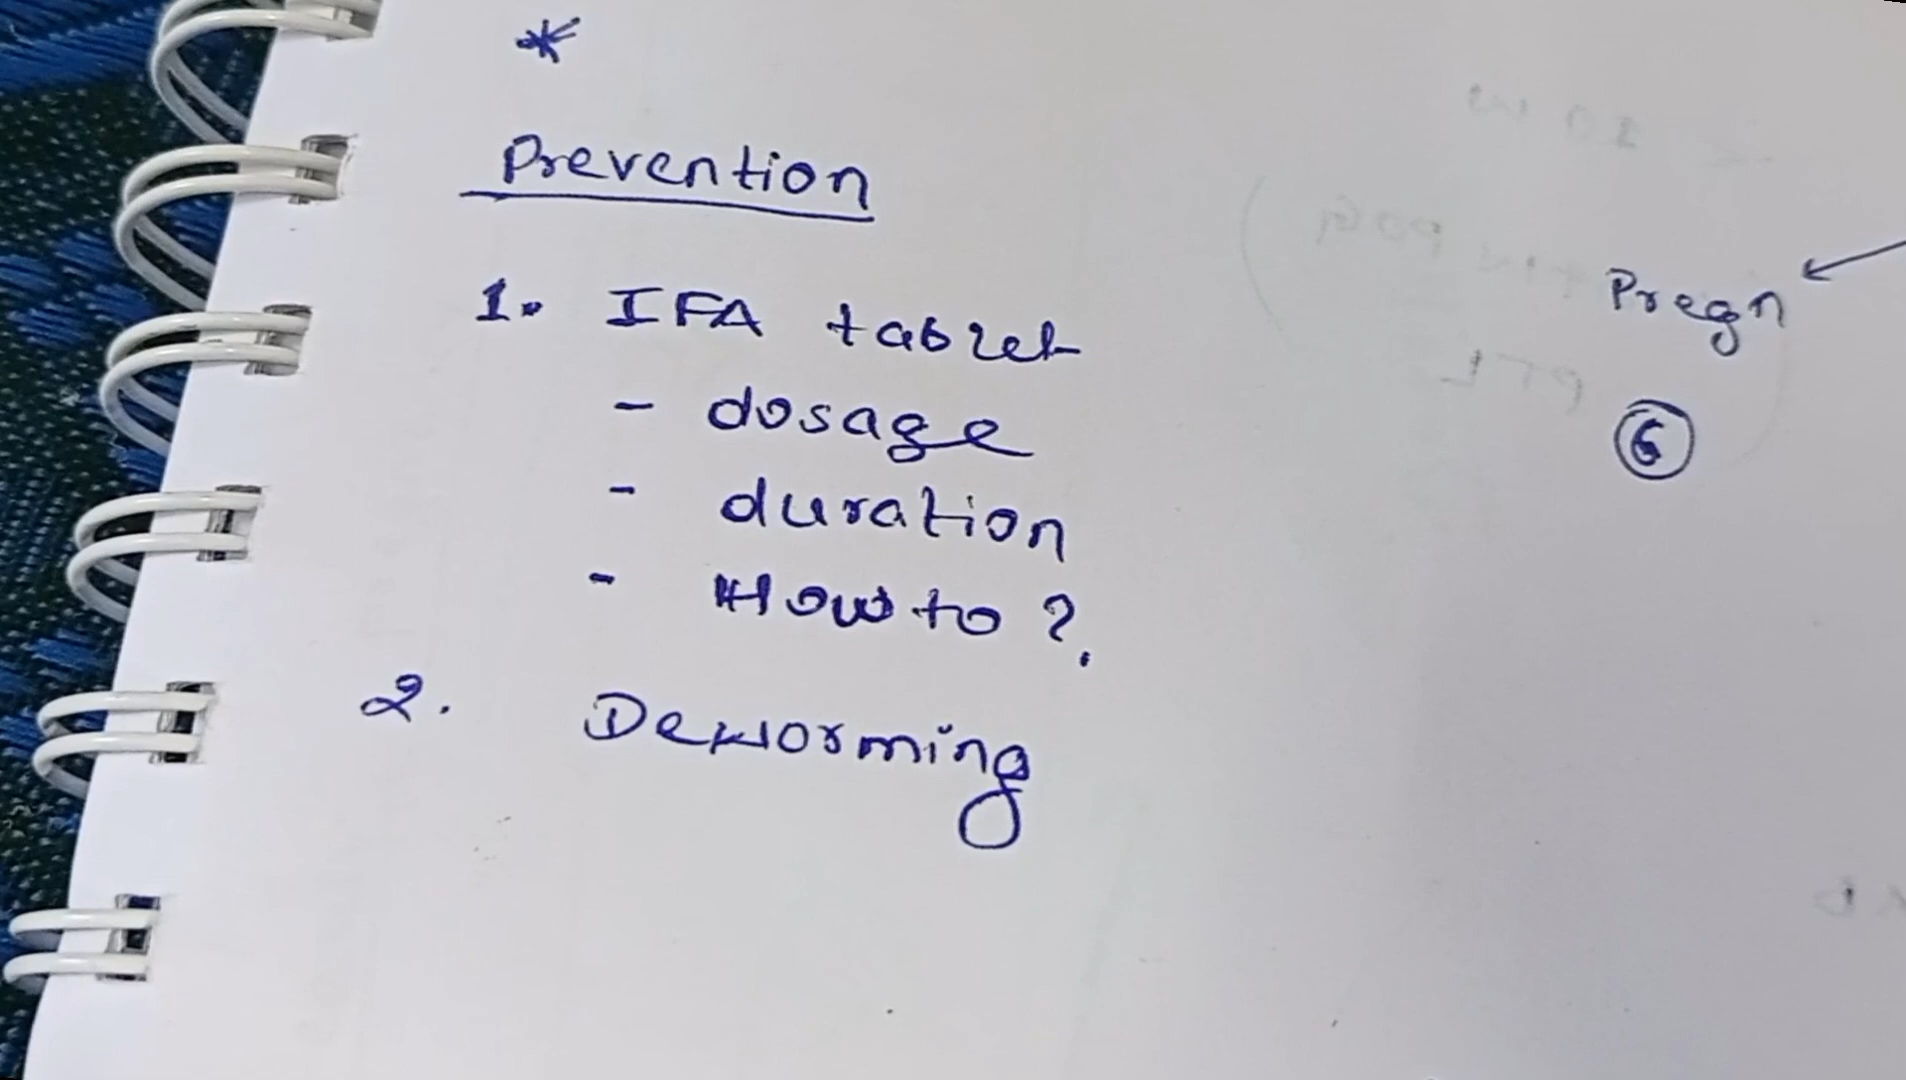 *
Prevention
1. IFA tablet
- dosage
- duration
- How to ?
2. Deworming
Pregn
6